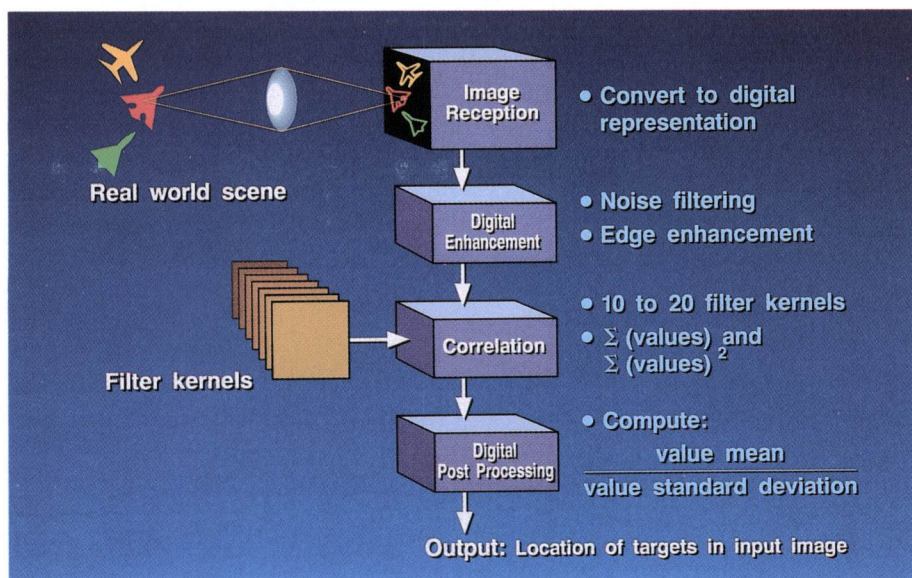 Real world scene
Image
Reception
• Convert to digital
representation
Digital
Enhancement
• Noise filtering
• Edge enhancement
Filter kernels
Correlation
• 10 to 20 filter kernels
• Σ (values) and
Σ (values) ²
Digital
Post Processing
• Compute:
value mean
value standard deviation
Output: Location of targets in input image